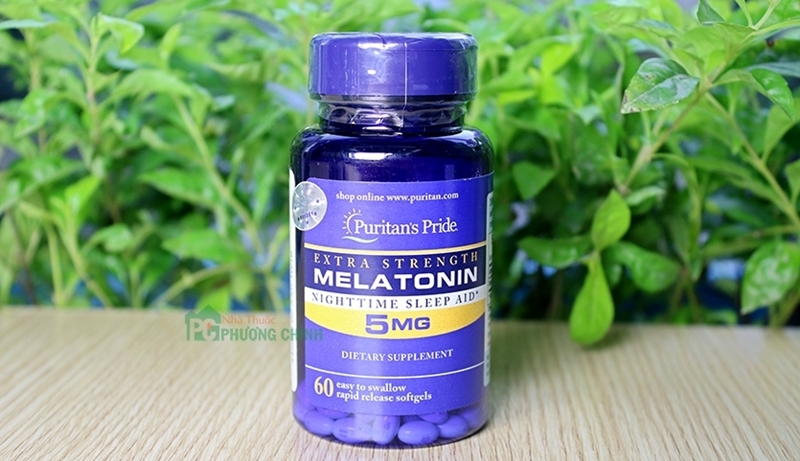 shop online www.puritan.com
Puritan's Pride
EXTRA STRENGTH
MELATONIN
NIGHTTIME SLEEP AID*
5MG
DIETARY SUPPLEMENT
60 easy to swallow
rapid release softgels
PC Nhà Thuốc
PHƯƠNG CHÍNH